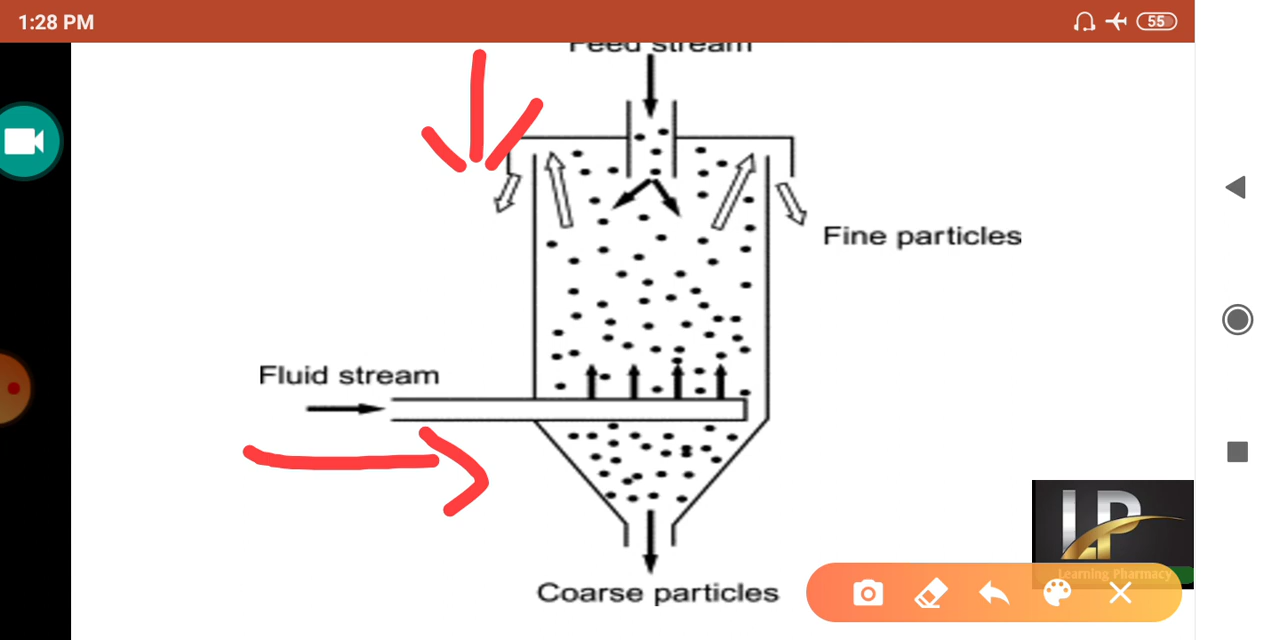 1:28 PM
55
Feed stream
Fine particles
Fluid stream
LP
Learning Pharmacy
Coarse particles